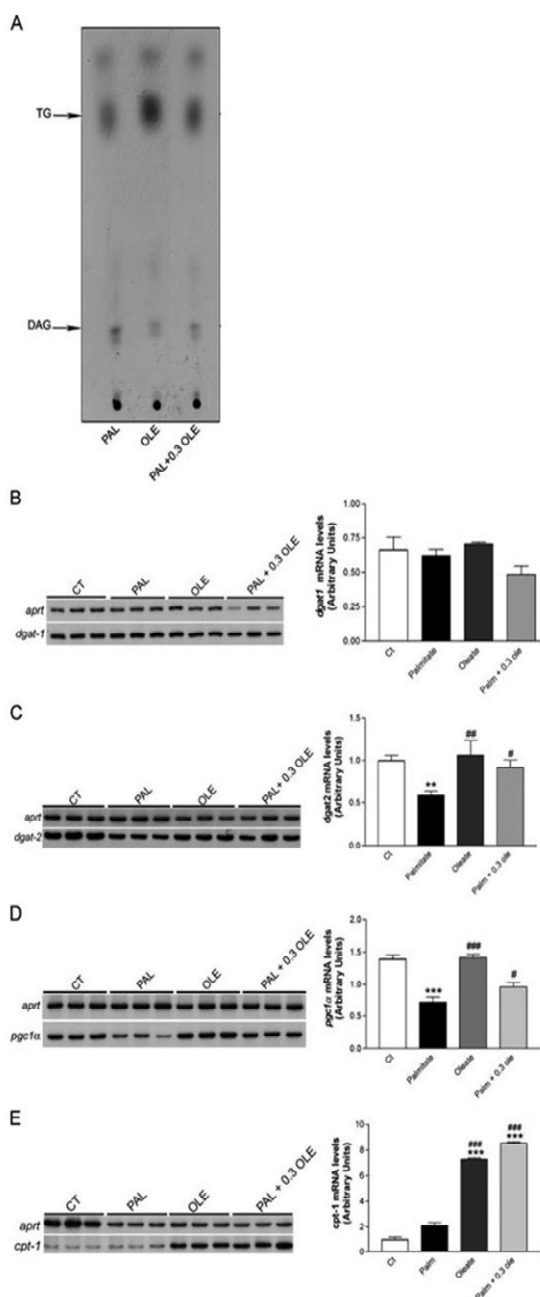 A
TG
DAG
PAL
OLE
PAL+0.3 OLE
B
CT
PAL
OLE
PAL + 0.3 OLE
aprt
dgat-1
dgat1 mRNA levels
(Arbitrary Units)
0.75
0.50
0.25
0.00
Ct
Palmitate
Oleate
Palm + 0.3 ole
C
CT
PAL
OLE
PAL + 0.3 OLE
aprt
dgat-2
dgat2 mRNA levels
(Arbitrary Units)
1.5
1.0
0.5
0.0
**
##
#
Ct
Palmitate
Oleate
Palm + 0.3 ole
D
CT
PAL
OLE
PAL + 0.3 OLE
aprt
pgc1α
pgc1α mRNA levels
(Arbitrary Units)
2.0
1.5
1.0
0.5
0.0
***
###
#
Ct
Palmitate
Oleate
Palm + 0.3 ole
E
CT
PAL
OLE
PAL + 0.3 OLE
aprt
cpt-1
cpt-1 mRNA levels
(Arbitrary Units)
10
8
6
4
2
0
###
***
###
***
Ct
Palm
Oleate
Palm + 0.3 ole